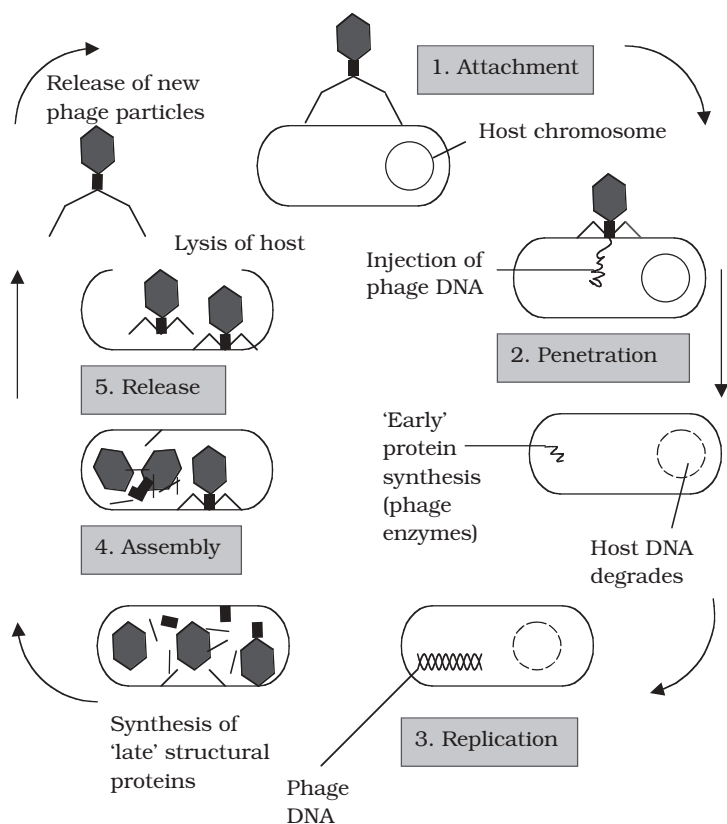 1. Attachment
Release of new
phage particles
Host chromosome
Lysis of host
Injection of
phage DNA
2. Penetration
5. Release
'Early'
protein
synthesis
(phage
enzymes)
Host DNA
degrades
4. Assembly
3. Replication
Synthesis of
'late' structural
proteins
Phage
DNA